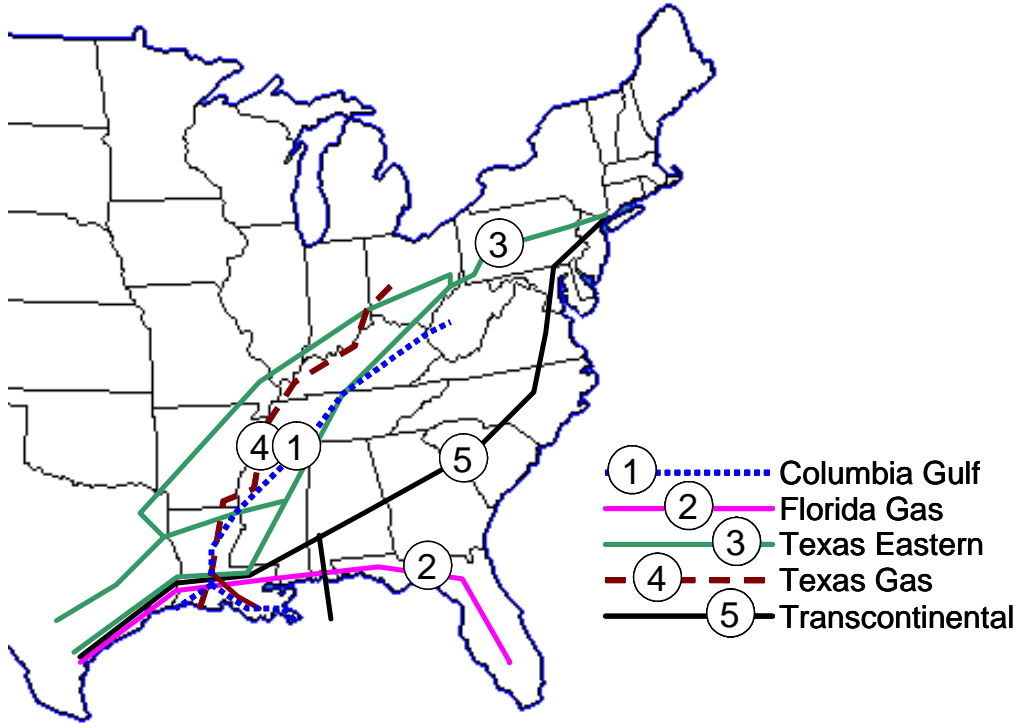 3
4 1
5
2
1 Columbia Gulf
2 Florida Gas
3 Texas Eastern
4 Texas Gas
5 Transcontinental